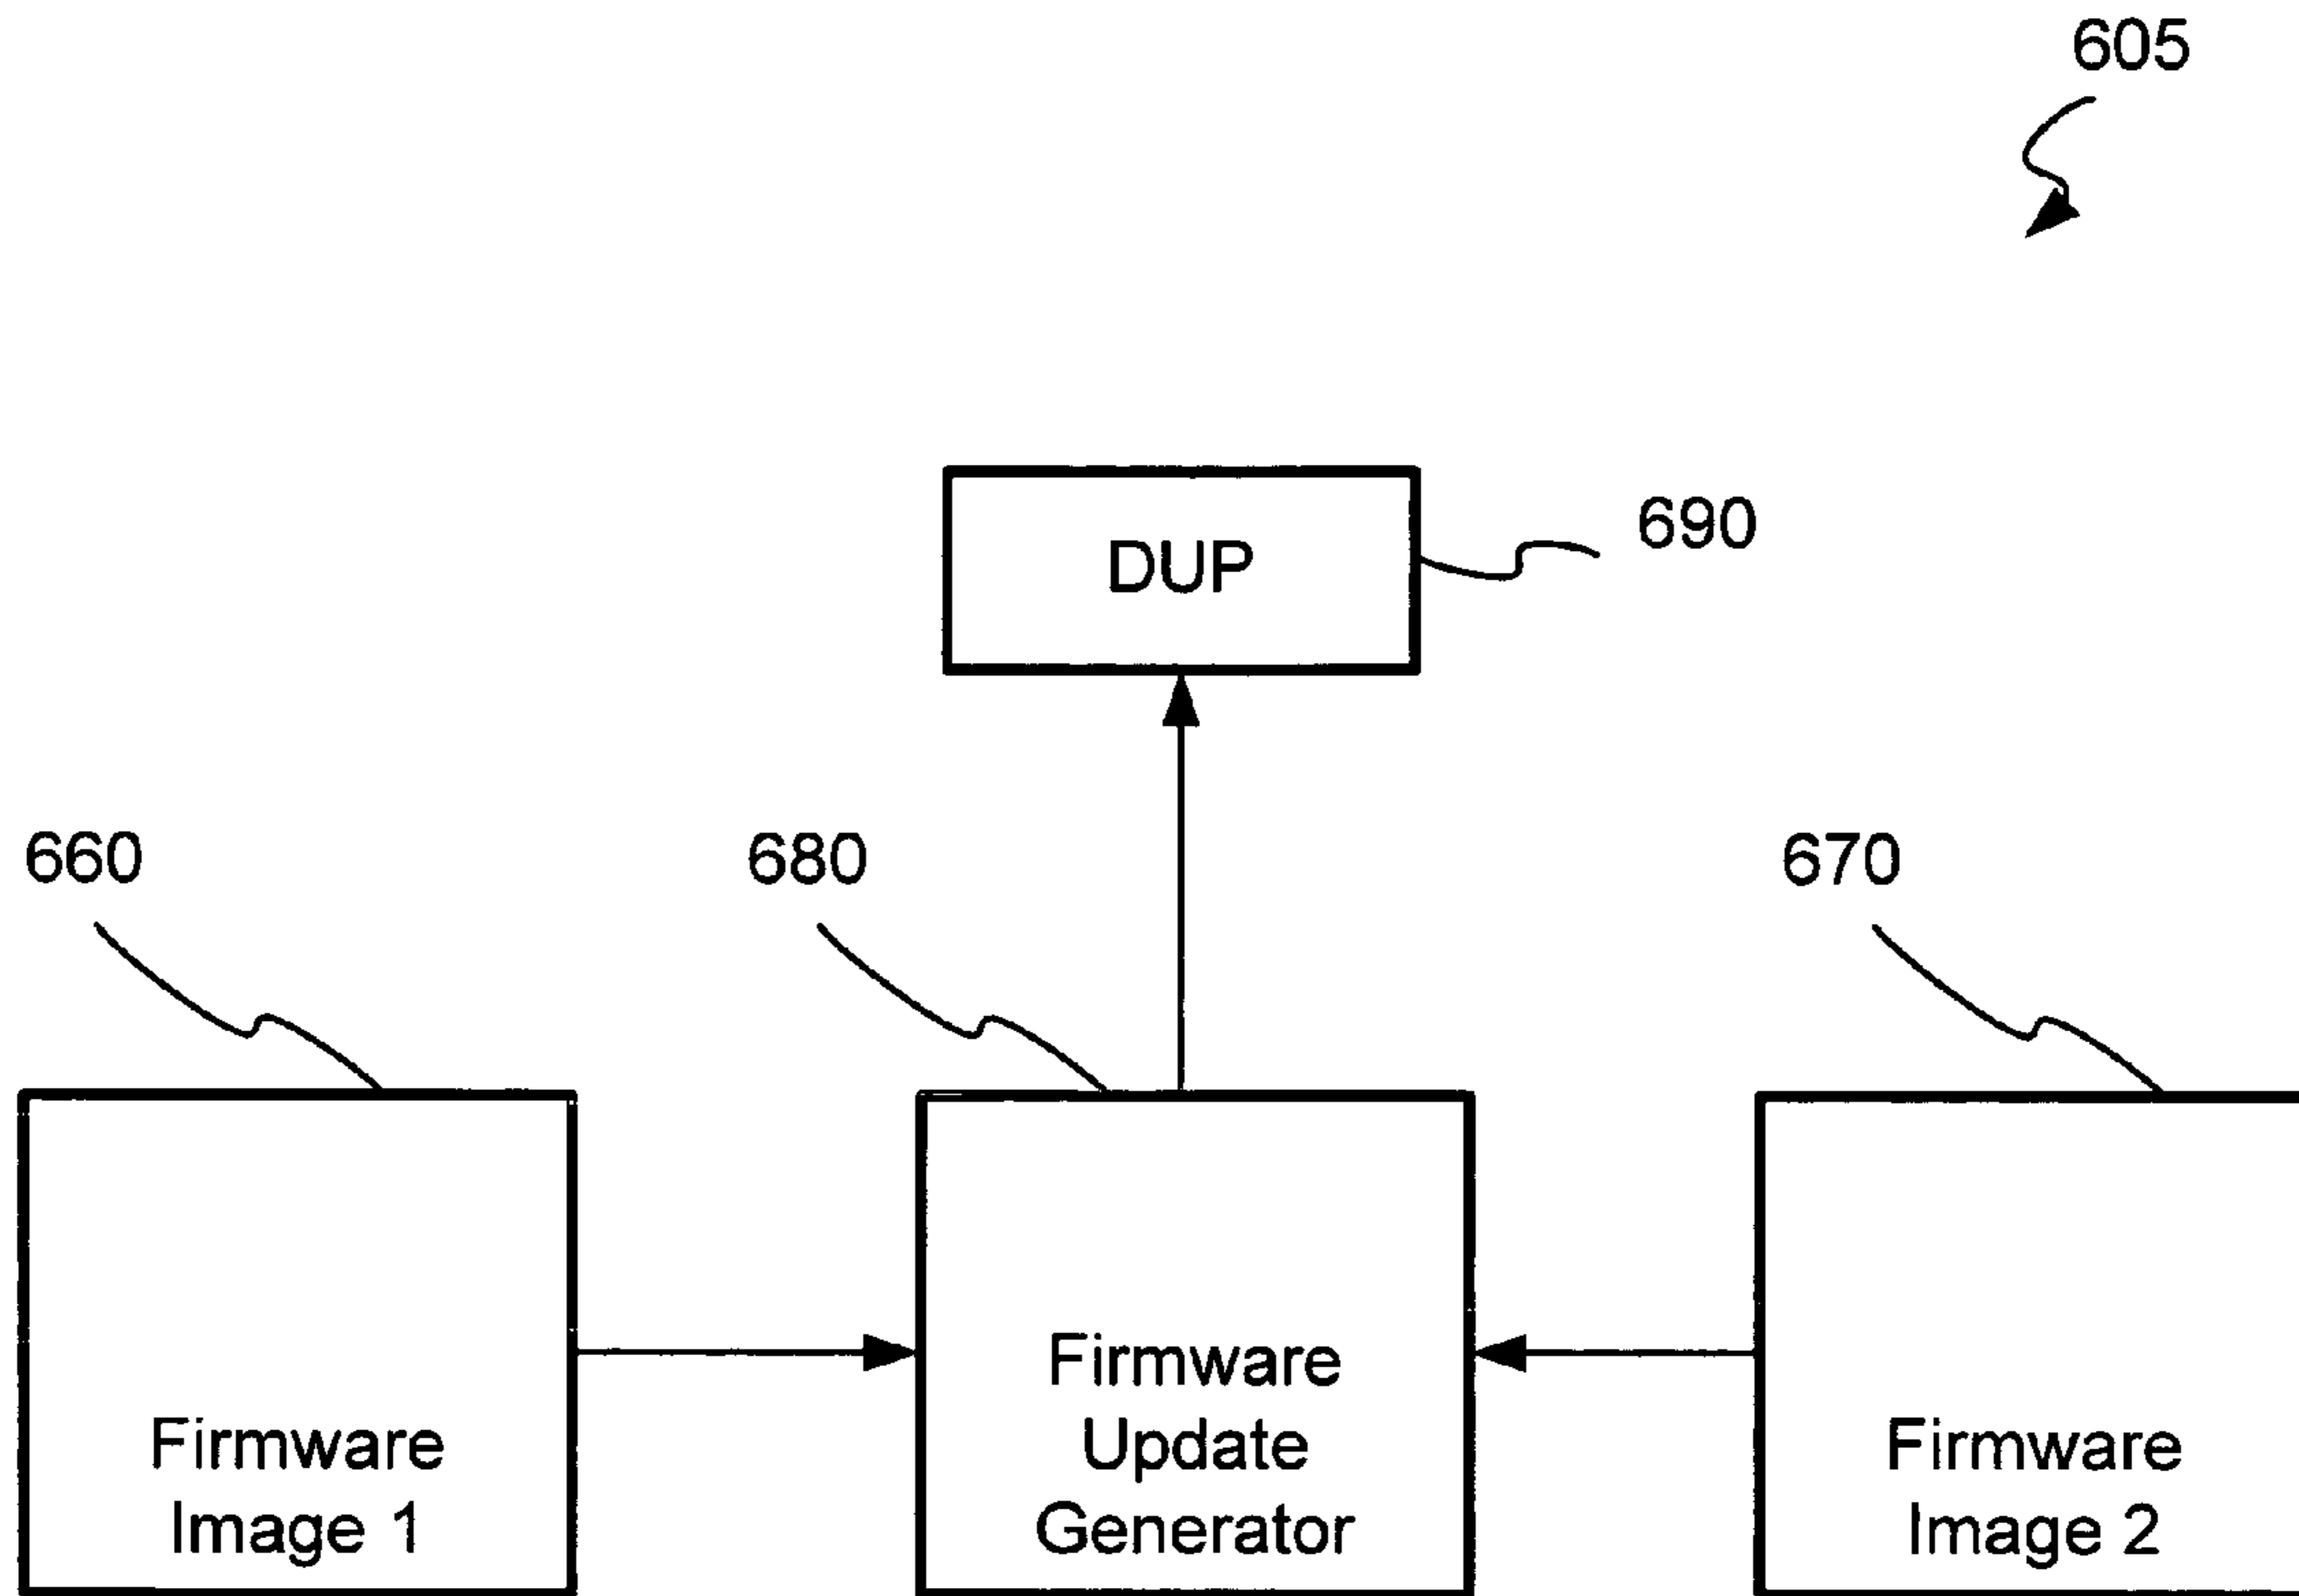 605
DUP
690
660
680
670
Firmware
Image 1
Firmware
Update
Generator
Firmware
Image 2